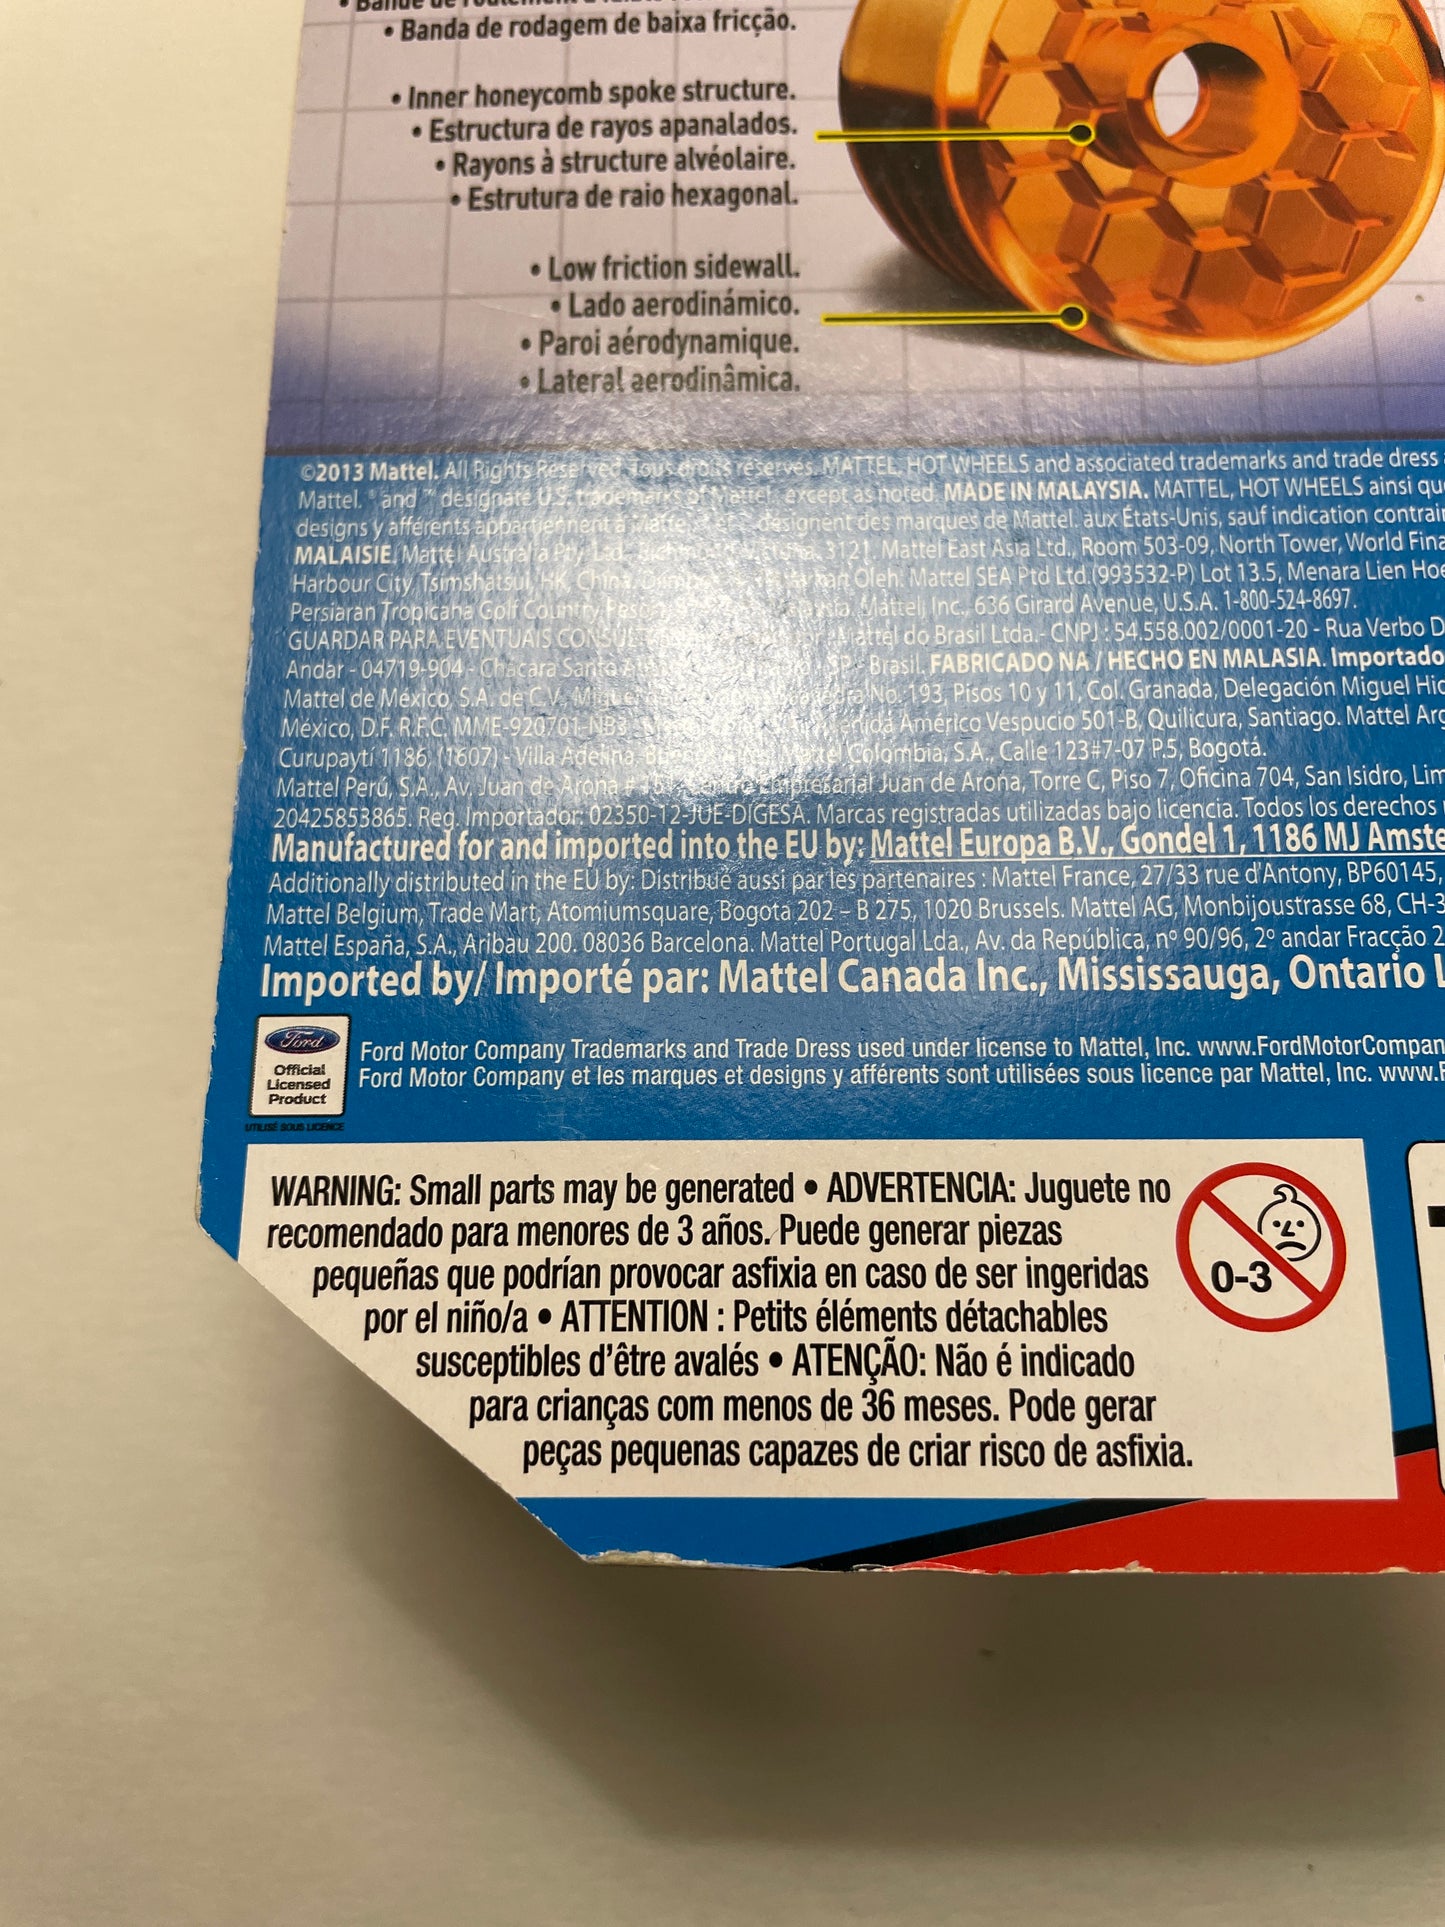 • Banda de rodagem de baixa fricção.
• Inner honeycomb spoke structure.
• Estructura de rayos apanalados.
• Rayons à structure alvéolaire.
• Estrutura de raio hexagonal.
• Low friction sidewall.
• Lado aerodinámico.
• Paroi aérodynamique.
• Lateral aerodinâmica.
©2013 Mattel. All Rights Reserved. Tous droits réservés. MATTEL, HOT WHEELS and associated trademarks and trade dress
Mattel. ® and ™ designate U.S. trademarks of Mattel, except as noted. MADE IN MALAYSIA. MATTEL, HOT WHEELS ainsi
designs y afférents appartiennent à designent des marques de Mattel. aux États-Unis, sauf indication
MALAISIE. Mattel Australia Pty. Ltd., 3121. Mattel East Asia Ltd., Room 503-09, North Tower, World
Harbour City, Tsimshatsui, HK, China. Oleh: Mattel SEA Ptd Ltd.(993532-P) Lot 13.5, Menara Lien
Persiaran Tropicana Golf Country Mattel, Inc., 636 Girard Avenue, U.S.A. 1-800-524-8697.
GUARDAR PARA EVENTUAIS Mattel do Brasil Ltda.- CNPJ : 54.558.002/0001-20 - Rua Verbo
Andar - 04719-904 - Chácara Santo - SP - Brasil. FABRICADO NA / HECHO EN MALASIA. Importado
Mattel de México, S.A. de C.V. No. 193, Pisos 10 y 11, Col. Granada, Delegación Miguel
México, D.F. R.F.C. MME-920701-NB3. Avenida Américo Vespucio 501-B, Quilicura, Santiago. Mattel
Curupaytí 1186, (1607) - Villa Adelina, Mattel Colombia, S.A., Calle 123#7-07 P.5, Bogotá.
Mattel Perú, S.A., Av. Juan de Arona Centro Empresarial Juan de Arona, Torre C, Piso 7, Oficina 704, San Isidro,
20425853865. Reg. Importador: 02350-12-JUE-DIGESA. Marcas registradas utilizadas bajo licencia. Todos los derechos
Manufactured for and imported into the EU by: Mattel Europa B.V., Gondel 1, 1186 MJ
Additionally distributed in the EU by: Distribué aussi par les partenaires : Mattel France, 27/33 rue d'Antony, BP60145,
Mattel Belgium, Trade Mart, Atomiumsquare, Bogota 202 – B 275, 1020 Brussels. Mattel AG, Monbijoustrasse 68,
Mattel España, S.A., Aribau 200. 08036 Barcelona. Mattel Portugal Lda., Av. da República, nº 90/96, 2º andar Fracção 2
Imported by/ Importé par: Mattel Canada Inc., Mississauga, Ontario
Ford
Official
Licensed
Product
UTILISÉ SOUS LICENCE
Ford Motor Company Trademarks and Trade Dress used under license to Mattel, Inc. www.FordMotorCompan
Ford Motor Company et les marques et designs y afférents sont utilisées sous licence par Mattel, Inc. www.
WARNING: Small parts may be generated • ADVERTENCIA: Juguete no
recomendado para menores de 3 años. Puede generar piezas
pequeñas que podrían provocar asfixia en caso de ser ingeridas
por el niño/a • ATTENTION : Petits éléments détachables
susceptibles d'être avalés • ATENÇÃO: Não é indicado
para crianças com menos de 36 meses. Pode gerar
peças pequenas capazes de criar risco de asfixia.
0-3